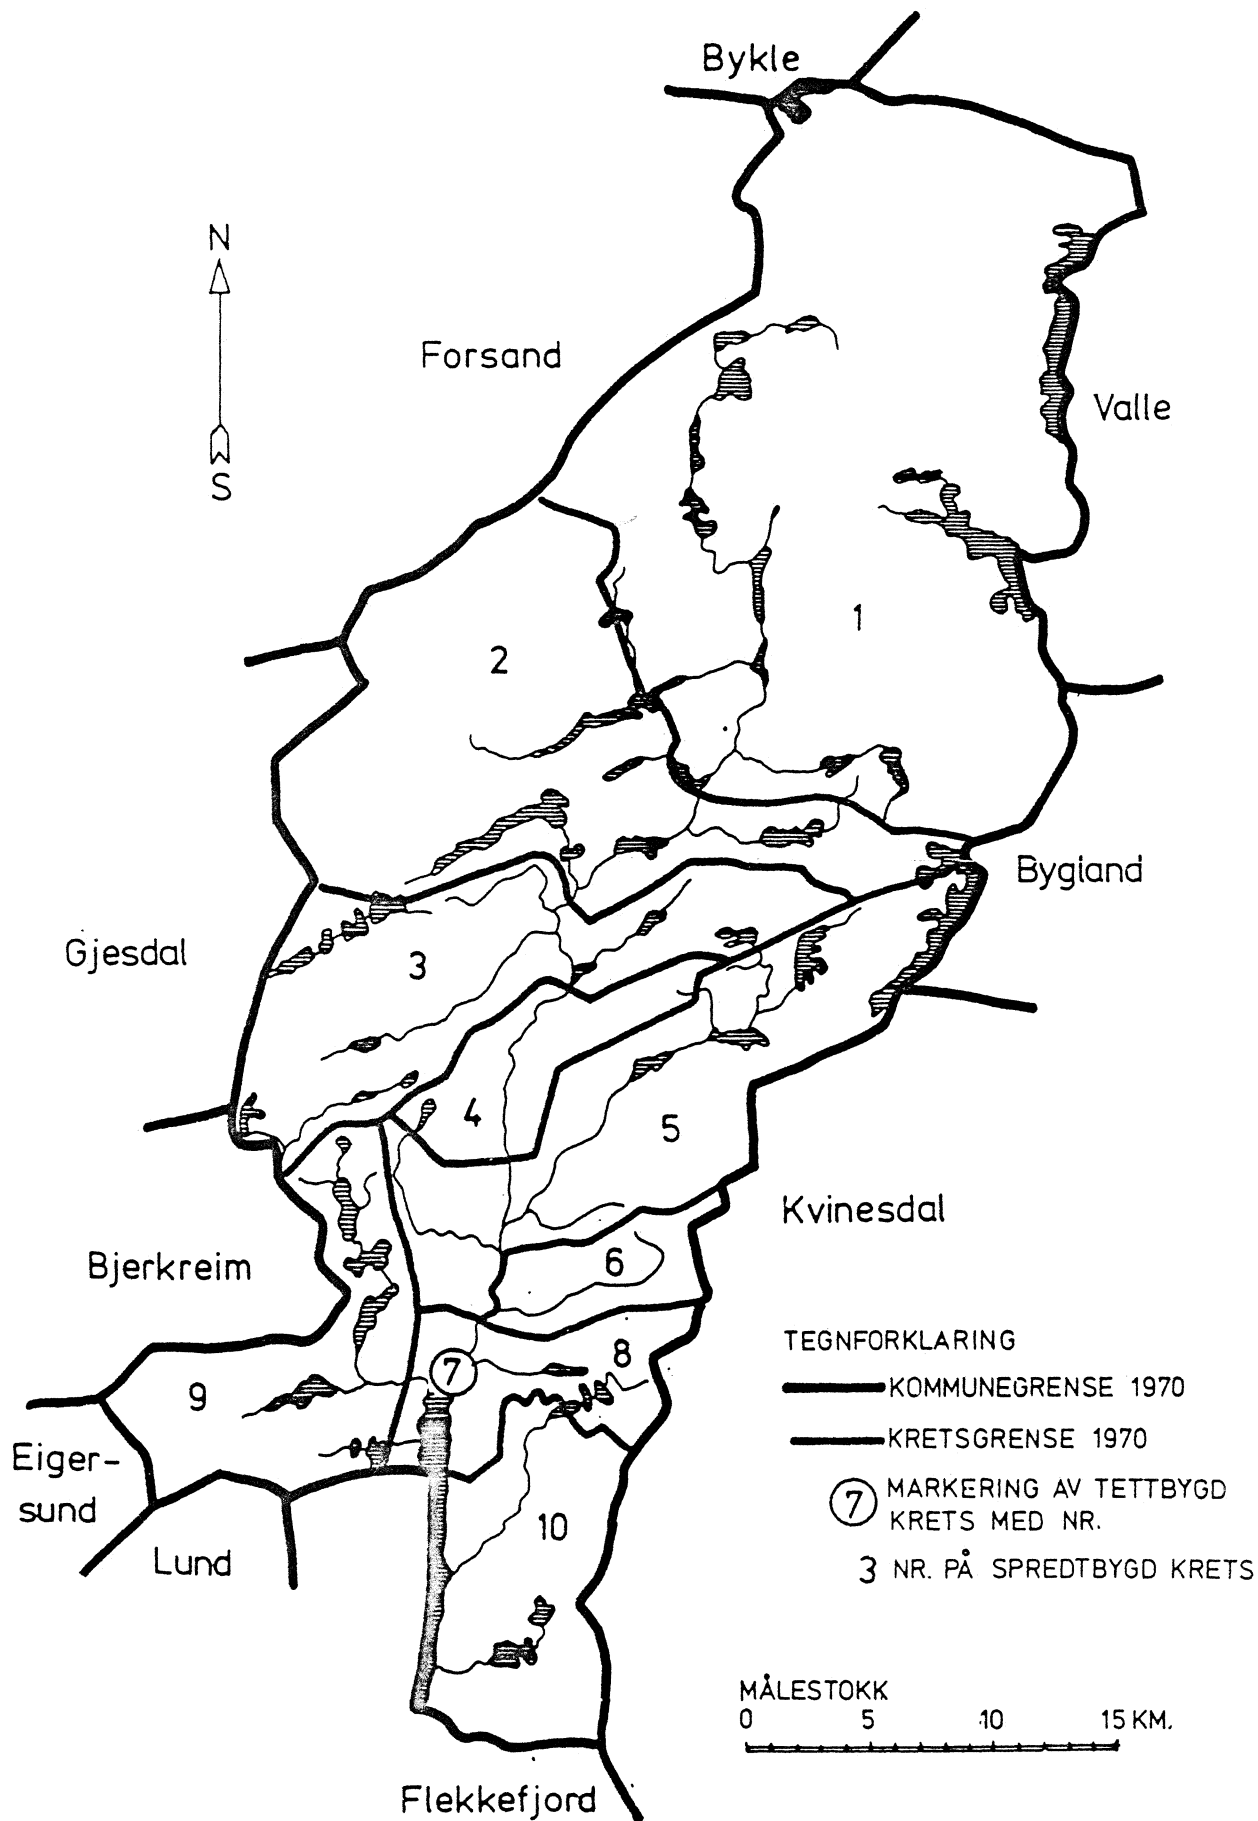 Bykle
N
Forsand
Valle
S
1
2
Bygland
Gjesdal
3
4
5
Kvinesdal
6
Bjerkreim
TEGNFORKLARING
8
7
KOMMUNEGRENSE 1970
9
KRETSGRENSE 1970
Eiger-
sund
7 MARKERING AV TETTBYGD
KRETS MED NR.
10
Lund
3 NR. PÅ SPREDTBYGD KRETS
MÅLESTOKK
0 5 10 15 KM.
Flekkefjord